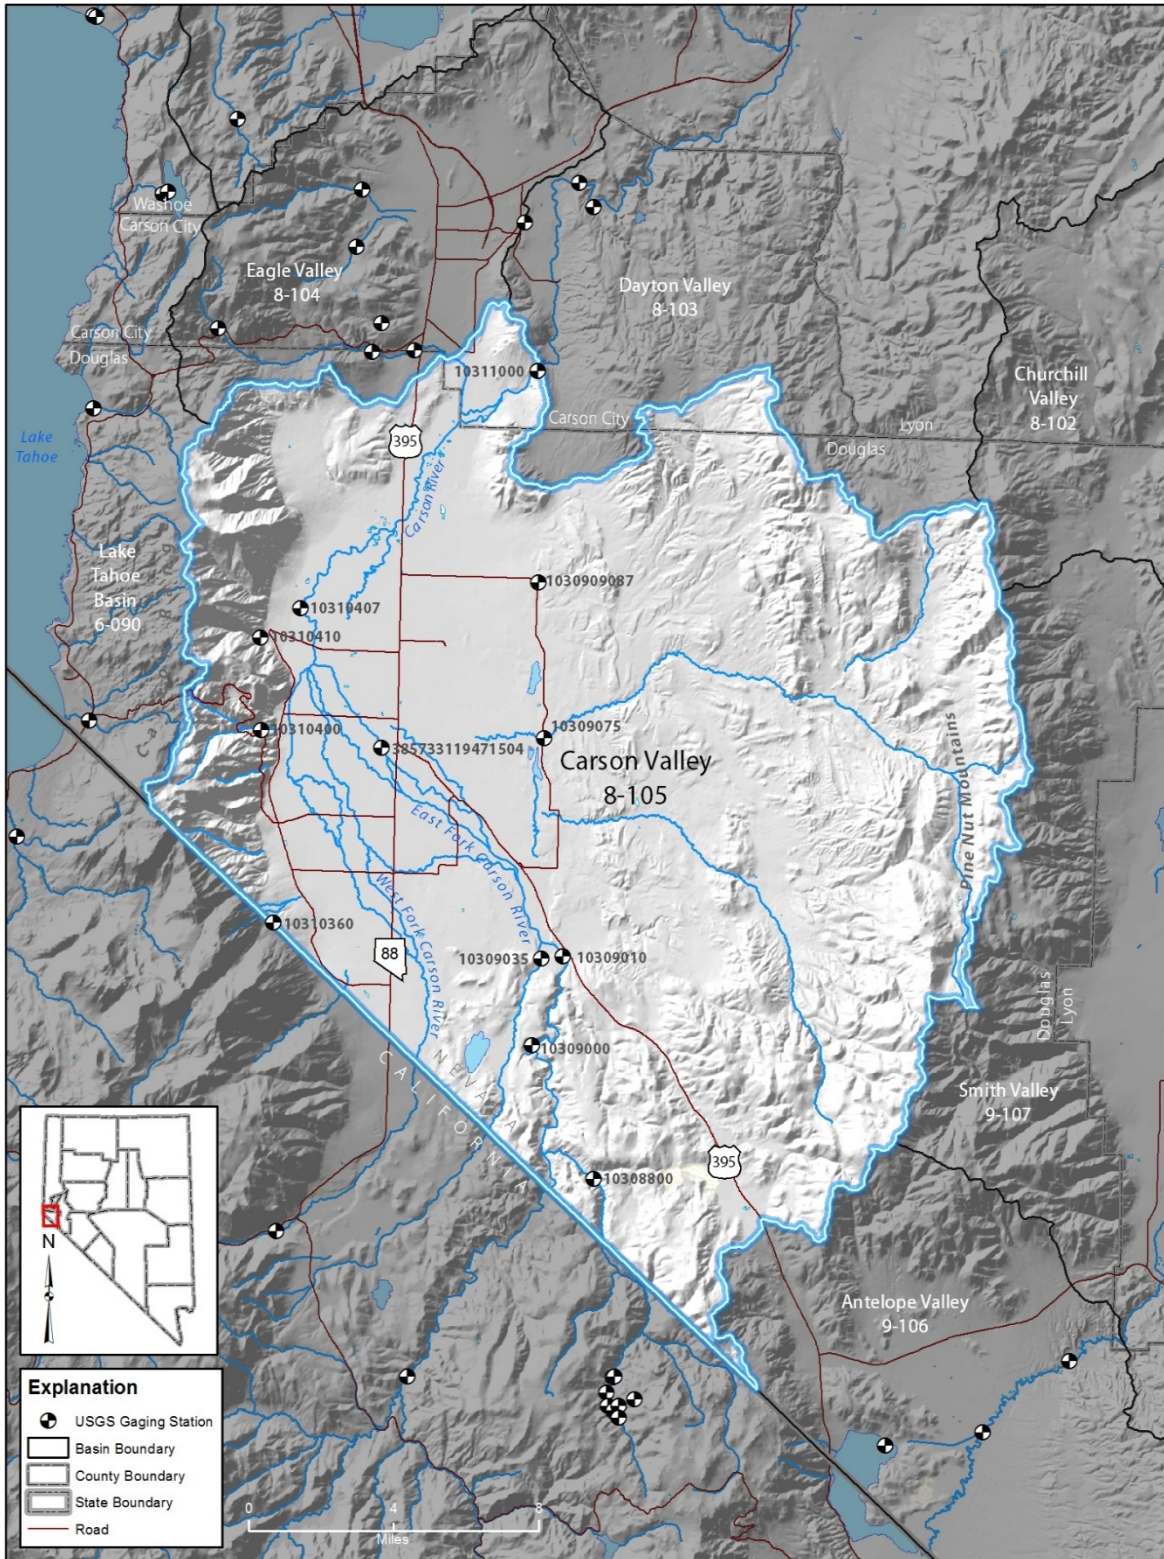 Washoe
Carson City
Eagle Valley
8-104
Dayton Valley
8-103
Carson City
Douglas
10311000
Churchill
Valley
8-102
Carson City
Lyon
Douglas
Lake
Tahoe
395
Carson River
Lake
Tahoe
Basin
6-090
1030909087
10310407
10310410
10310400
385733119471504
10309075
Carson Valley
8-105
Pine Nut Mountains
East Fork Carson River
West Fork Carson River
10310360
88
10309035
10309010
Douglas
Lyon
10309000
NEVADA
CALIFORNIA
Smith Valley
9-107
395
10308800
N
Antelope Valley
9-106
Explanation
USGS Gaging Station
Basin Boundary
County Boundary
State Boundary
Road
0
4
8
Miles